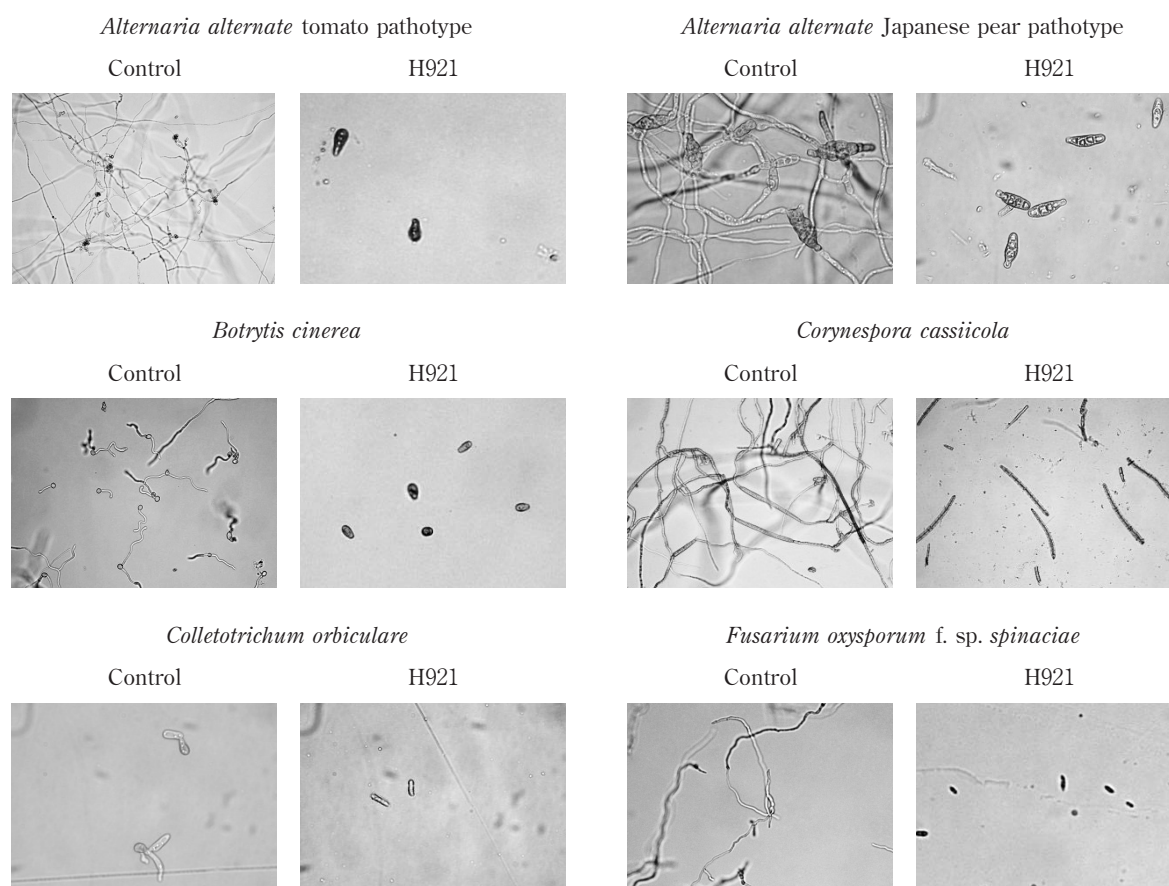 Alternaria alternate tomato pathotype
Alternaria alternate Japanese pear pathotype
Control
H921
Control
H921
Botrytis cinerea
Corynespora cassiicola
Control
H921
Control
H921
Colletotrichum orbiculare
Fusarium oxysporum f. sp. spinaciae
Control
H921
Control
H921